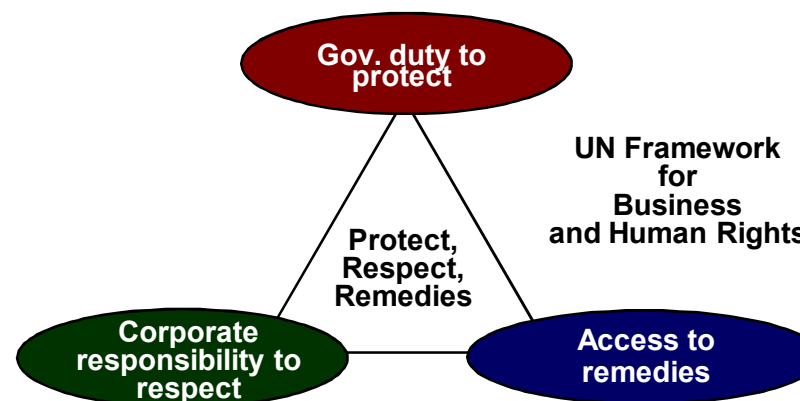 Gov. duty to
protect
UN Framework
for
Business
and Human Rights
Protect,
Respect,
Remedies
Corporate
responsibility to
respect
Access to
remedies